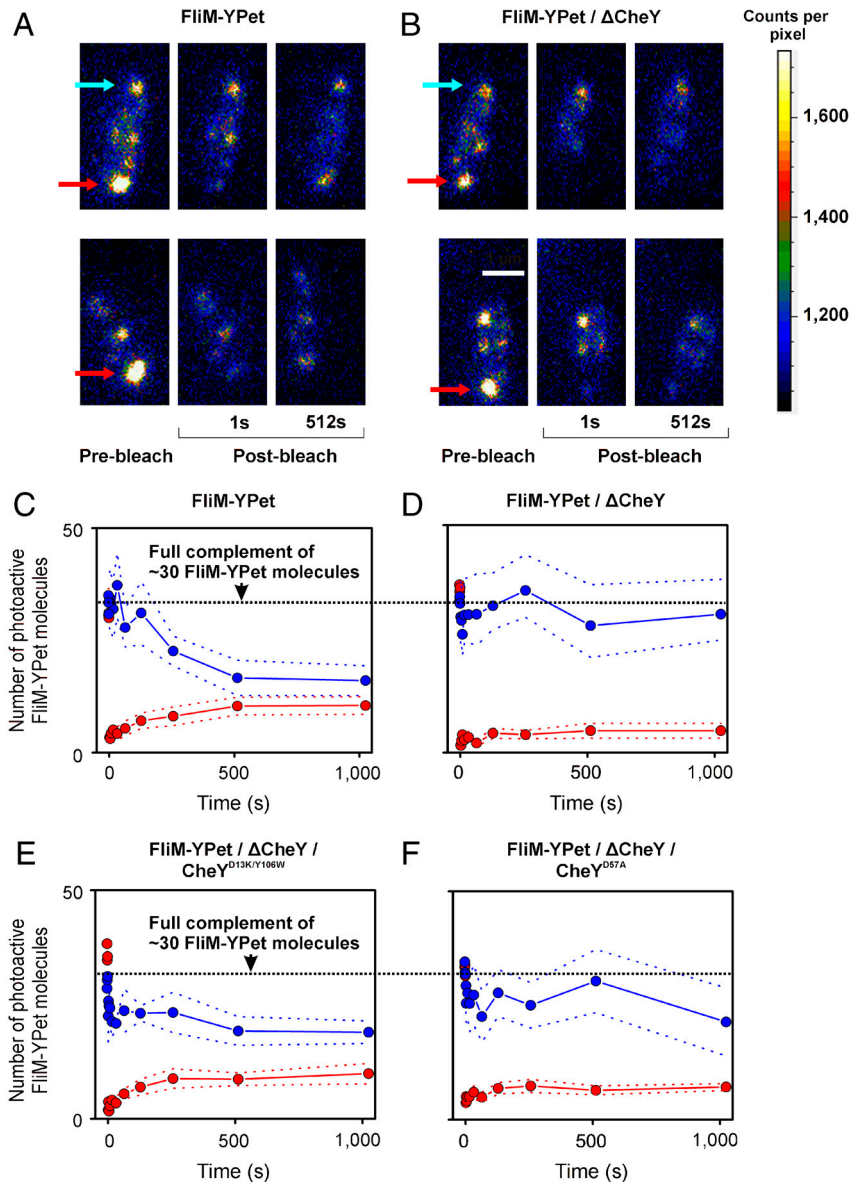 A
FliM-YPet
B
FliM-YPet / ΔCheY
Counts per
pixel
1,600
1,400
1,200
1 µm
1s
512s
1s
512s
Pre-bleach
Post-bleach
Pre-bleach
Post-bleach
C
FliM-YPet
D
FliM-YPet / ΔCheY
50
Full complement of
~30 FliM-YPet molecules
Number of photoactive
FliM-YPet molecules
0
0
500
1,000
0
500
1,000
Time (s)
Time (s)
E
FliM-YPet / ΔCheY /
CheY^D13K/Y106W
F
FliM-YPet / ΔCheY /
CheY^D57A
50
Full complement of
~30 FliM-YPet molecules
Number of photoactive
FliM-YPet molecules
0
0
500
1,000
0
500
1,000
Time (s)
Time (s)